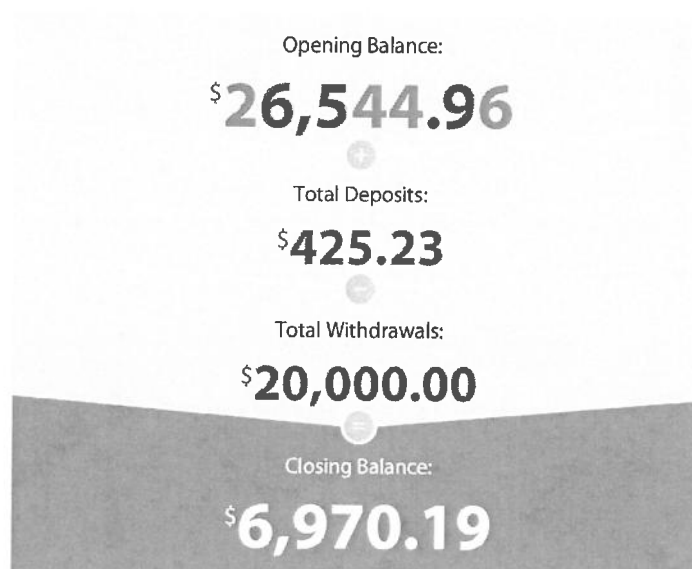 Opening Balance:
$26,544.96
+
Total Deposits:
$425.23
-
Total Withdrawals:
$20,000.00
=
Closing Balance:
$6,970.19